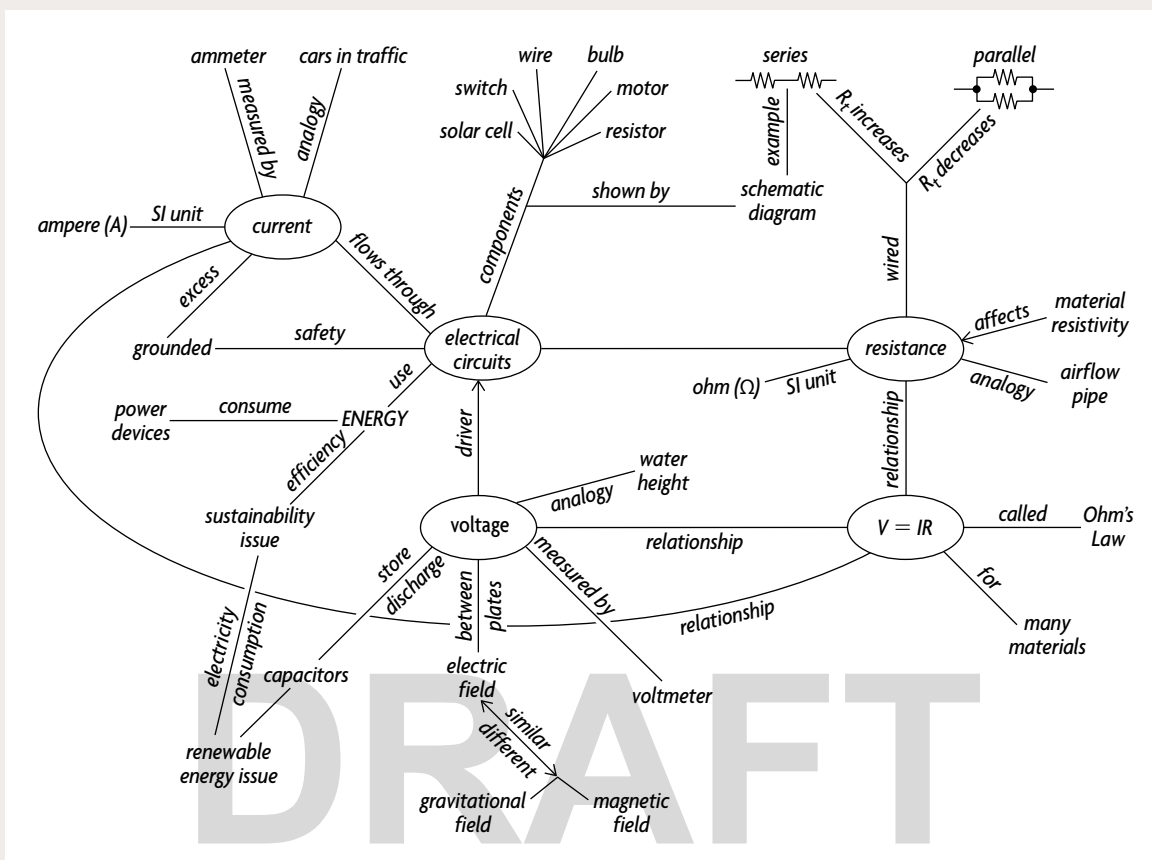 ammeter
cars in traffic
measured by
analogy
ampere (A)
SI unit
current
excess
flows through
grounded
safety
electrical
circuits
wire
bulb
switch
motor
solar cell
resistor
components
shown by
schematic
diagram
example
series
parallel
Rt increases
Rt decreases
wired
resistance
affects
material
resistivity
analogy
airflow
pipe
ohm (Ω)
SI unit
relationship
use
power
devices
consume
ENERGY
efficiency
sustainability
issue
driver
water
height
analogy
voltage
relationship
V = IR
called
Ohm's
Law
for
many
materials
relationship
store
discharge
between
plates
measured by
electricity
consumption
capacitors
electric
field
voltmeter
renewable
energy issue
similar
different
gravitational
field
magnetic
field
DRAFT